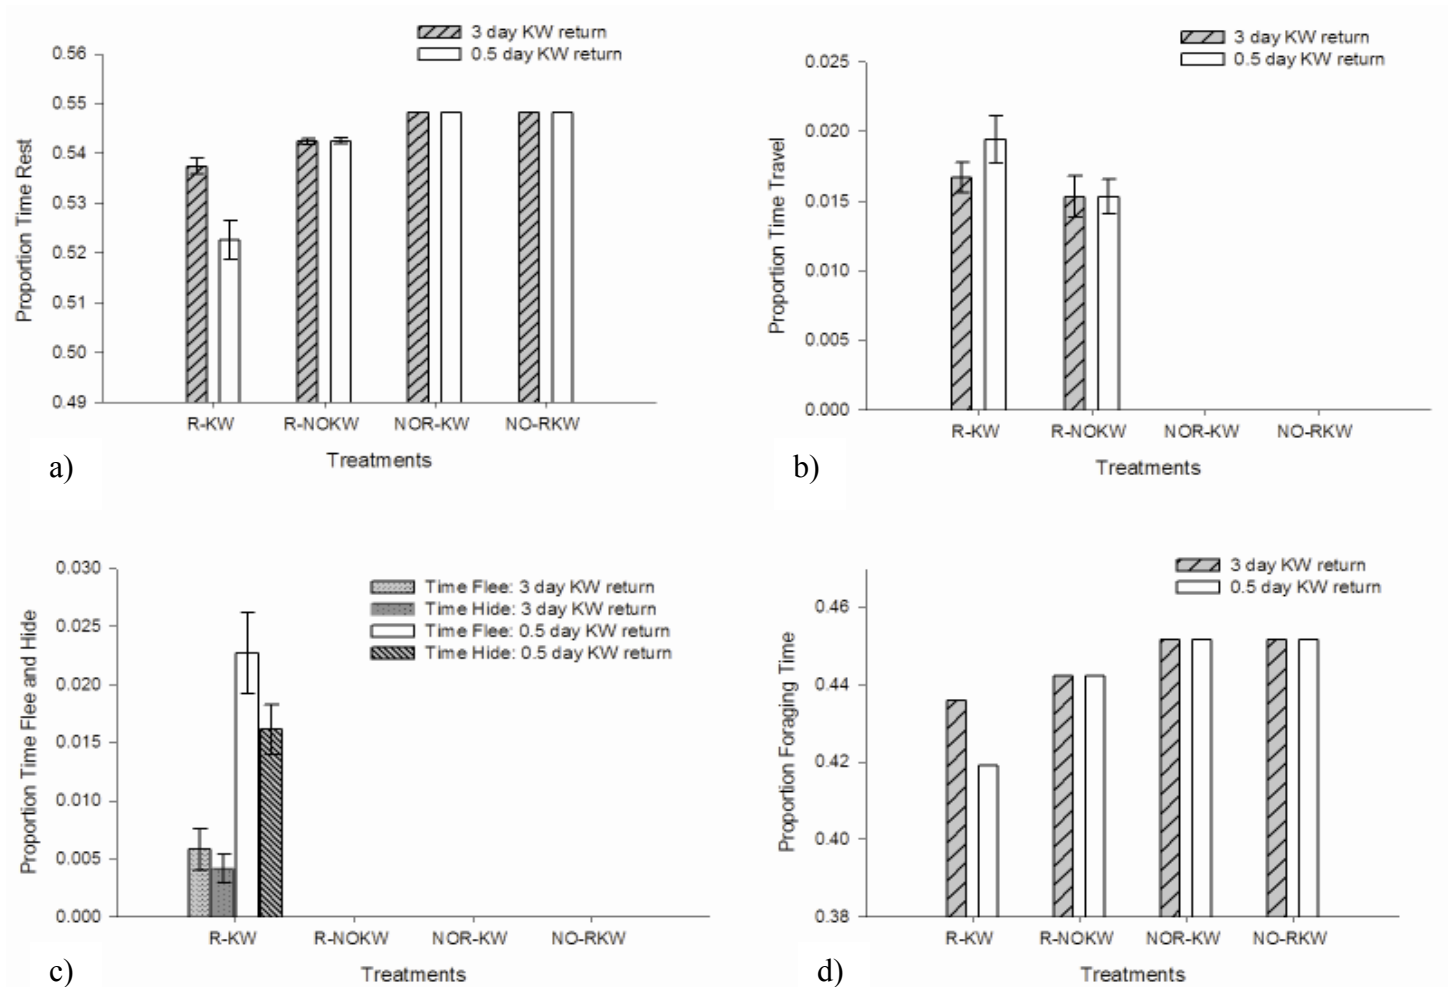 3 day KW return
0.5 day KW return
Proportion Time Rest
0.56
0.55
0.54
0.53
0.52
0.51
0.50
0.49
R-KW R-NOKW NOR-KW NO-RKW
Treatments
a)
3 day KW return
0.5 day KW return
Proportion Time Travel
0.025
0.020
0.015
0.010
0.005
0.000
R-KW R-NOKW NOR-KW NO-RKW
Treatments
b)
Time Flee: 3 day KW return
Time Hide: 3 day KW return
Time Flee: 0.5 day KW return
Time Hide: 0.5 day KW return
Proportion Time Flee and Hide
0.030
0.025
0.020
0.015
0.010
0.005
0.000
R-KW R-NOKW NOR-KW NO-RKW
Treatments
c)
3 day KW return
0.5 day KW return
Proportion Foraging Time
0.46
0.44
0.42
0.40
0.38
R-KW R-NOKW NOR-KW NO-RKW
Treatments
d)